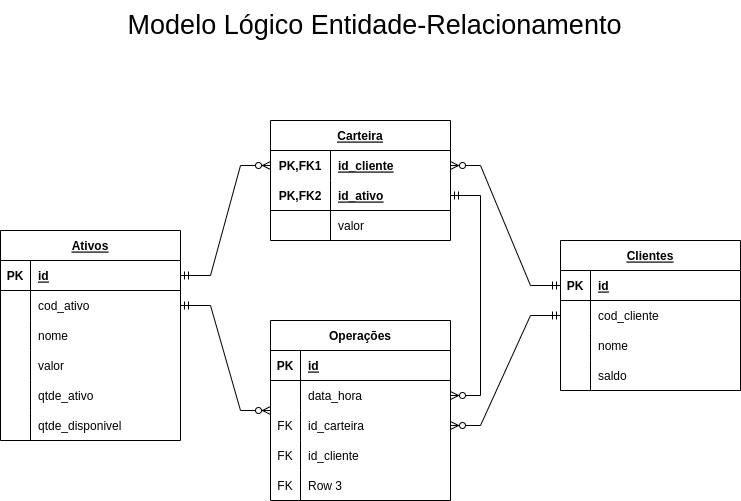 Modelo Lógico Entidade-Relacionamento
Carteira
PK,FK1 id_cliente
PK,FK2 id_ativo
valor
Ativos
PK id
cod_ativo
nome
valor
qtde_ativo
qtde_disponivel
Clientes
PK id
cod_cliente
nome
saldo
Operações
PK id
data_hora
FK id_carteira
FK id_cliente
FK Row 3